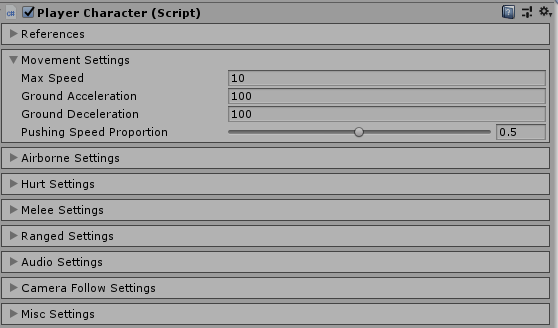 Player Character (Script)
References
Movement Settings
Max Speed 10
Ground Acceleration 100
Ground Deceleration 100
Pushing Speed Proportion 0.5
Airborne Settings
Hurt Settings
Melee Settings
Ranged Settings
Audio Settings
Camera Follow Settings
Misc Settings